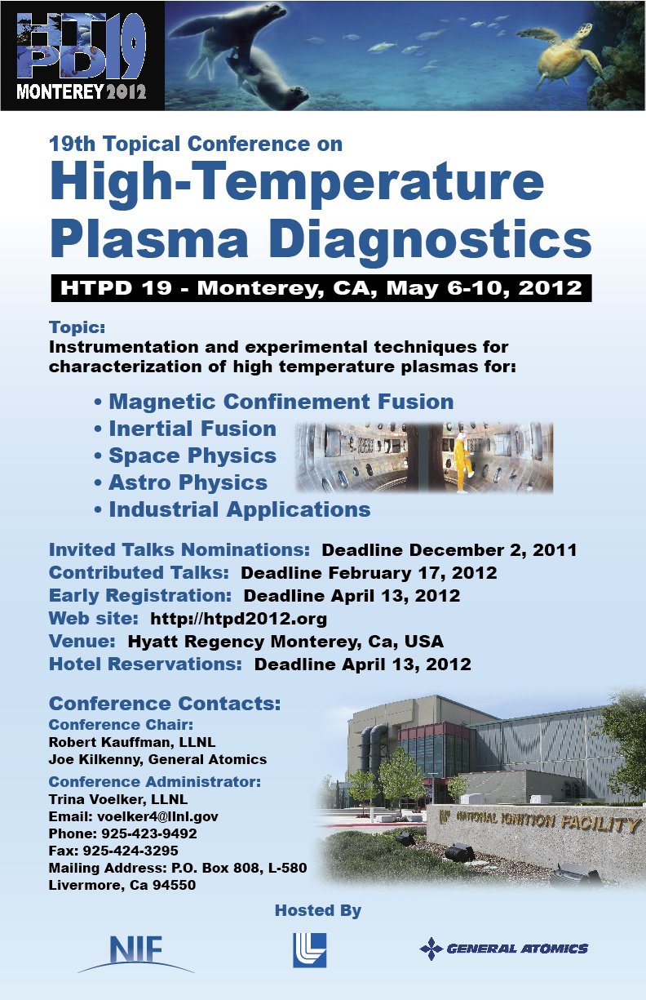 HT
PD19
MONTEREY 2012
19th Topical Conference on
High-Temperature
Plasma Diagnostics
HTPD 19 - Monterey, CA, May 6-10, 2012
Topic:
Instrumentation and experimental techniques for
characterization of high temperature plasmas for:
• Magnetic Confinement Fusion
• Inertial Fusion
• Space Physics
• Astro Physics
• Industrial Applications
Invited Talks Nominations: Deadline December 2, 2011
Contributed Talks: Deadline February 17, 2012
Early Registration: Deadline April 13, 2012
Web site: http://htpd2012.org
Venue: Hyatt Regency Monterey, Ca, USA
Hotel Reservations: Deadline April 13, 2012
Conference Contacts:
Conference Chair:
Robert Kauffman, LLNL
Joe Kilkenny, General Atomics
Conference Administrator:
Trina Voelker, LLNL
Email: voelker4@llnl.gov
Phone: 925-423-9492
Fax: 925-424-3295
Mailing Address: P.O. Box 808, L-580
Livermore, Ca 94550
NATIONAL IGNITION FACILITY
Hosted By
NIF
GENERAL ATOMICS